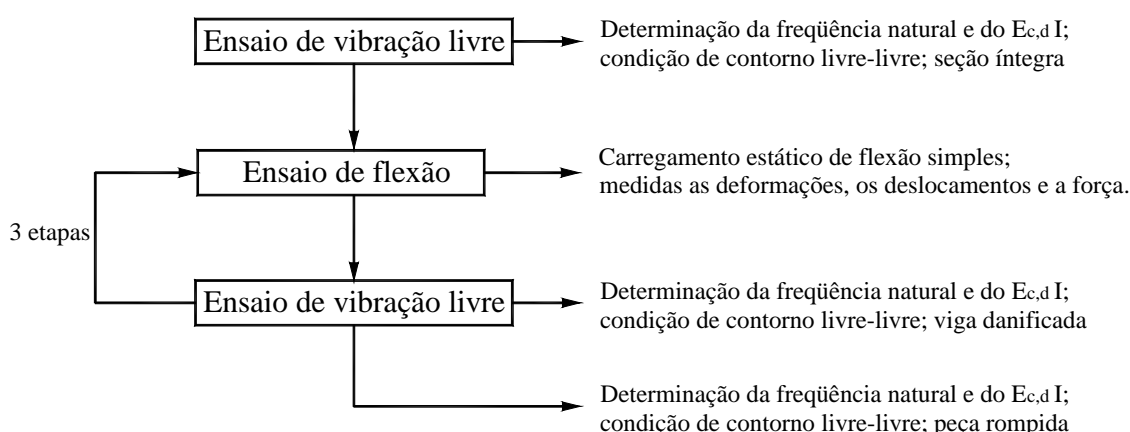 Ensaio de vibração livre
Determinação da freqüência natural e do Ec,d I;
condição de contorno livre-livre; seção íntegra
Ensaio de flexão
Carregamento estático de flexão simples;
medidas as deformações, os deslocamentos e a força.
3 etapas
Ensaio de vibração livre
Determinação da freqüência natural e do Ec,d I;
condição de contorno livre-livre; viga danificada
Determinação da freqüência natural e do Ec,d I;
condição de contorno livre-livre; peça rompida